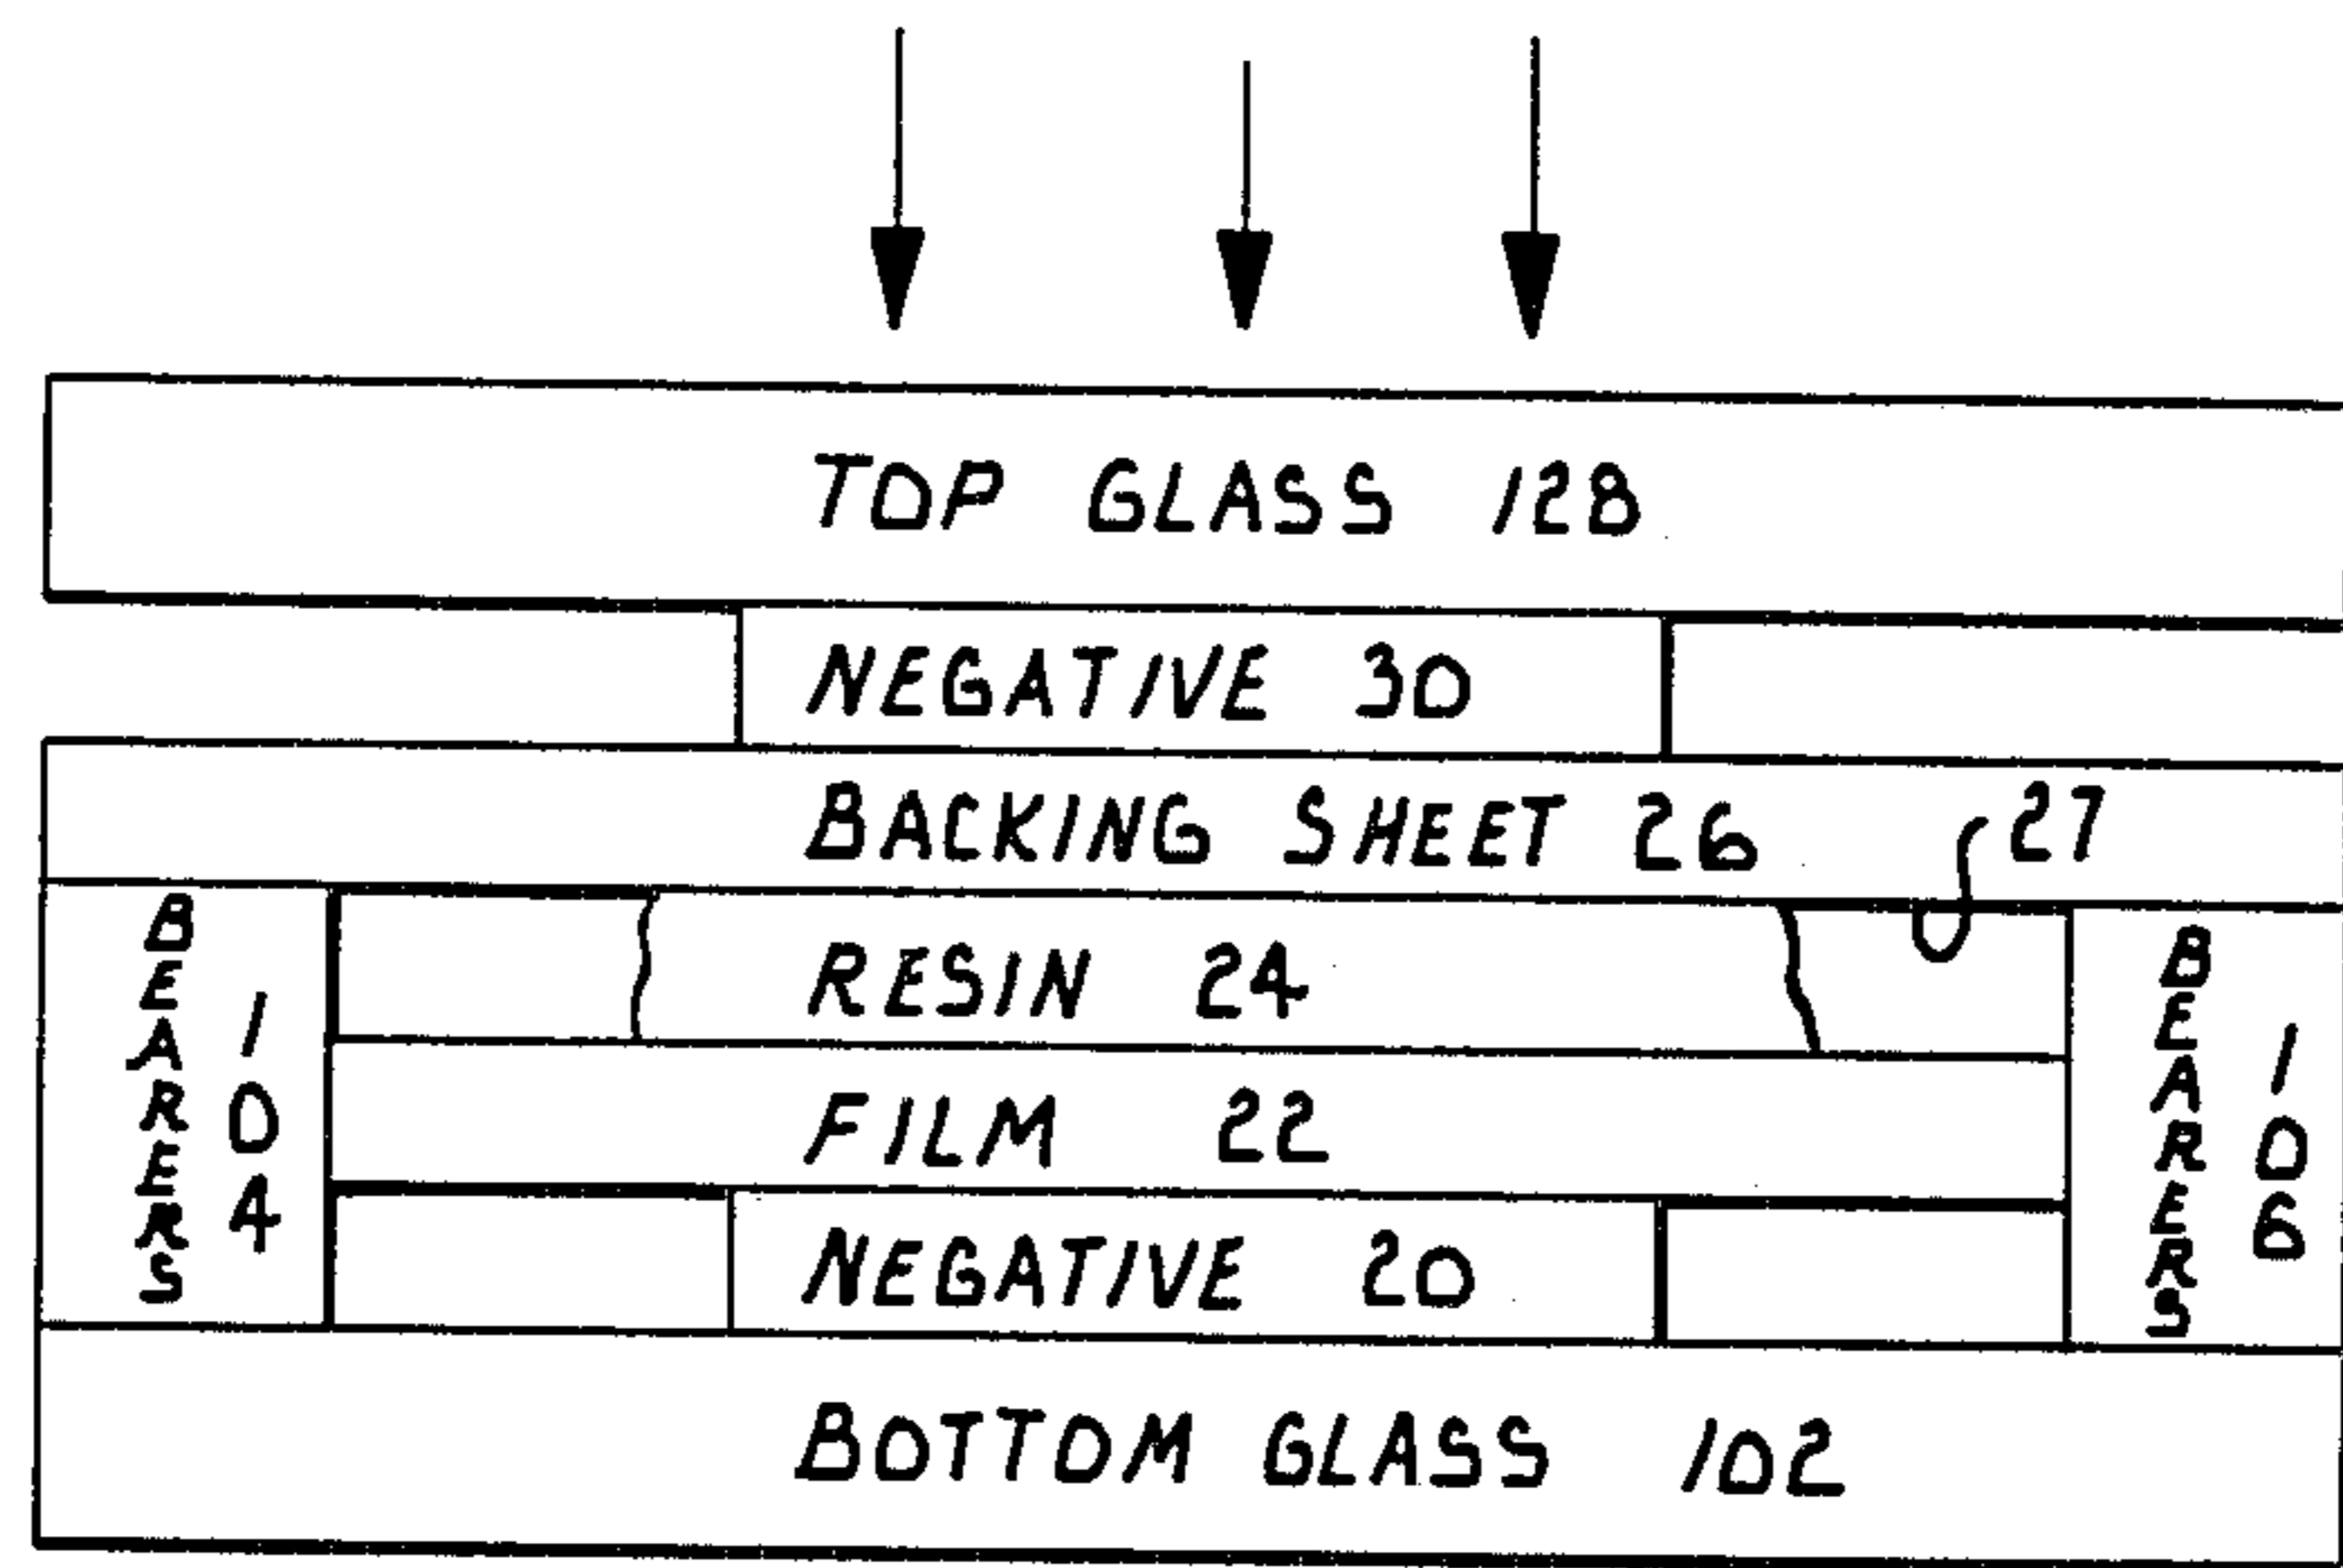 TOP GLASS 128
NEGATIVE 30
BACKING SHEET 26
27
BEARERS 104
RESIN 24
BEARERS 106
FILM 22
NEGATIVE 20
BOTTOM GLASS 102